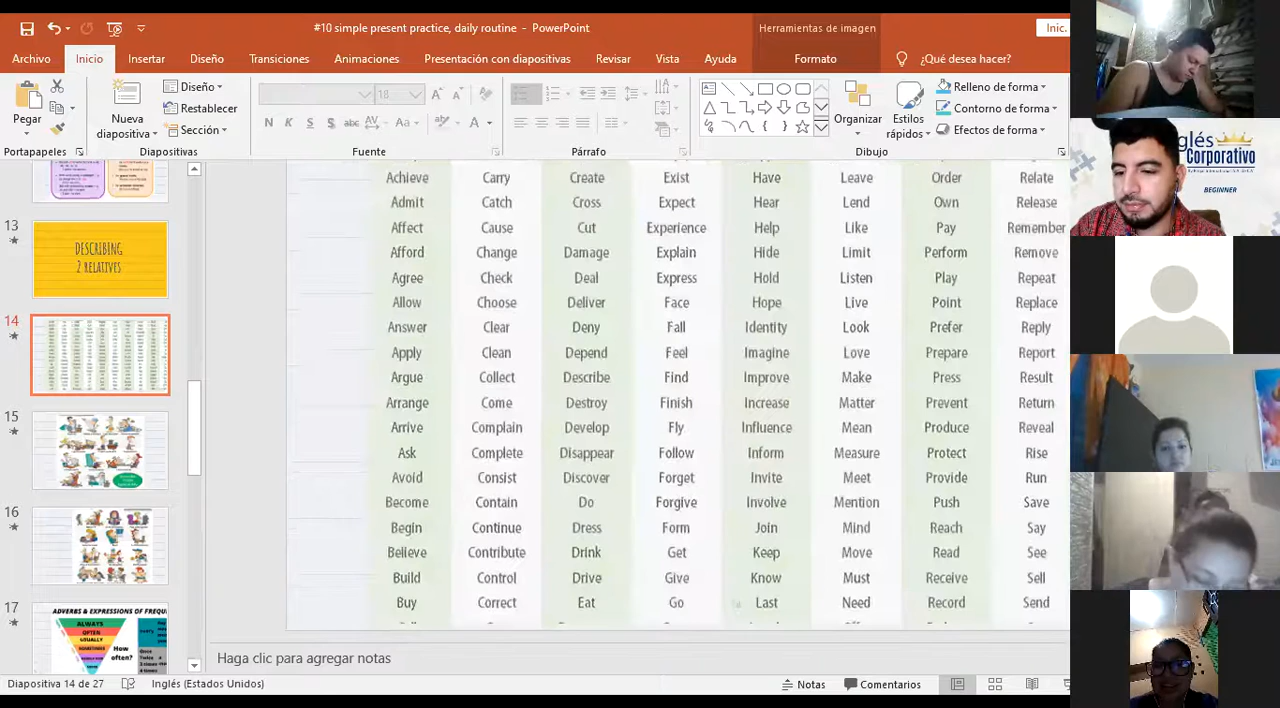 #10 simple present practice, daily routine - PowerPoint
Herramientas de imagen
Inic.
Archivo Inicio Insertar Diseño Transiciones Animaciones Presentación con diapositivas Revisar Vista Ayuda Formato ¿Qué desea hacer?
Pegar
Nueva diapositiva
Diseño
Restablecer
Sección
18
N K S S abc AV Aa A
Organizar
Estilos rápidos
Relleno de forma
Contorno de forma
Efectos de forma
Portapapeles Diapositivas Fuente Párrafo Dibujo
Achieve Carry Create Exist Have Leave Order Relate
Admit Catch Cross Expect Hear Lend Own Release
Affect Cause Cut Experience Help Like Pay Remember
Afford Change Damage Explain Hide Limit Perform Remove
Agree Check Deal Express Hold Listen Play Repeat
Allow Choose Deliver Face Hope Live Point Replace
Answer Clear Deny Fall Identity Look Prefer Reply
Apply Clean Depend Feel Imagine Love Prepare Report
Argue Collect Describe Find Improve Make Press Result
Arrange Come Destroy Finish Increase Matter Prevent Return
Arrive Complain Develop Fly Influence Mean Produce Reveal
Ask Complete Disappear Follow Inform Measure Protect Rise
Avoid Consist Discover Forget Invite Meet Provide Run
Become Contain Do Forgive Involve Mention Push Save
Begin Continue Dress Form Join Mind Reach Say
Believe Contribute Drink Get Keep Move Read See
Build Control Drive Give Know Must Receive Sell
Buy Correct Eat Go Last Need Record Send
13
DESCRIBING
2 RELATIVES
14
15
16
17
ADVERBS & EXPRESSIONS OF FREQU
ALWAYS
OFTEN
USUALLY
SOMETIMES
How often?
Haga clic para agregar notas
Diapositiva 14 de 27 Inglés (Estados Unidos) Notas Comentarios
glés
Corporativo
BEGINNER